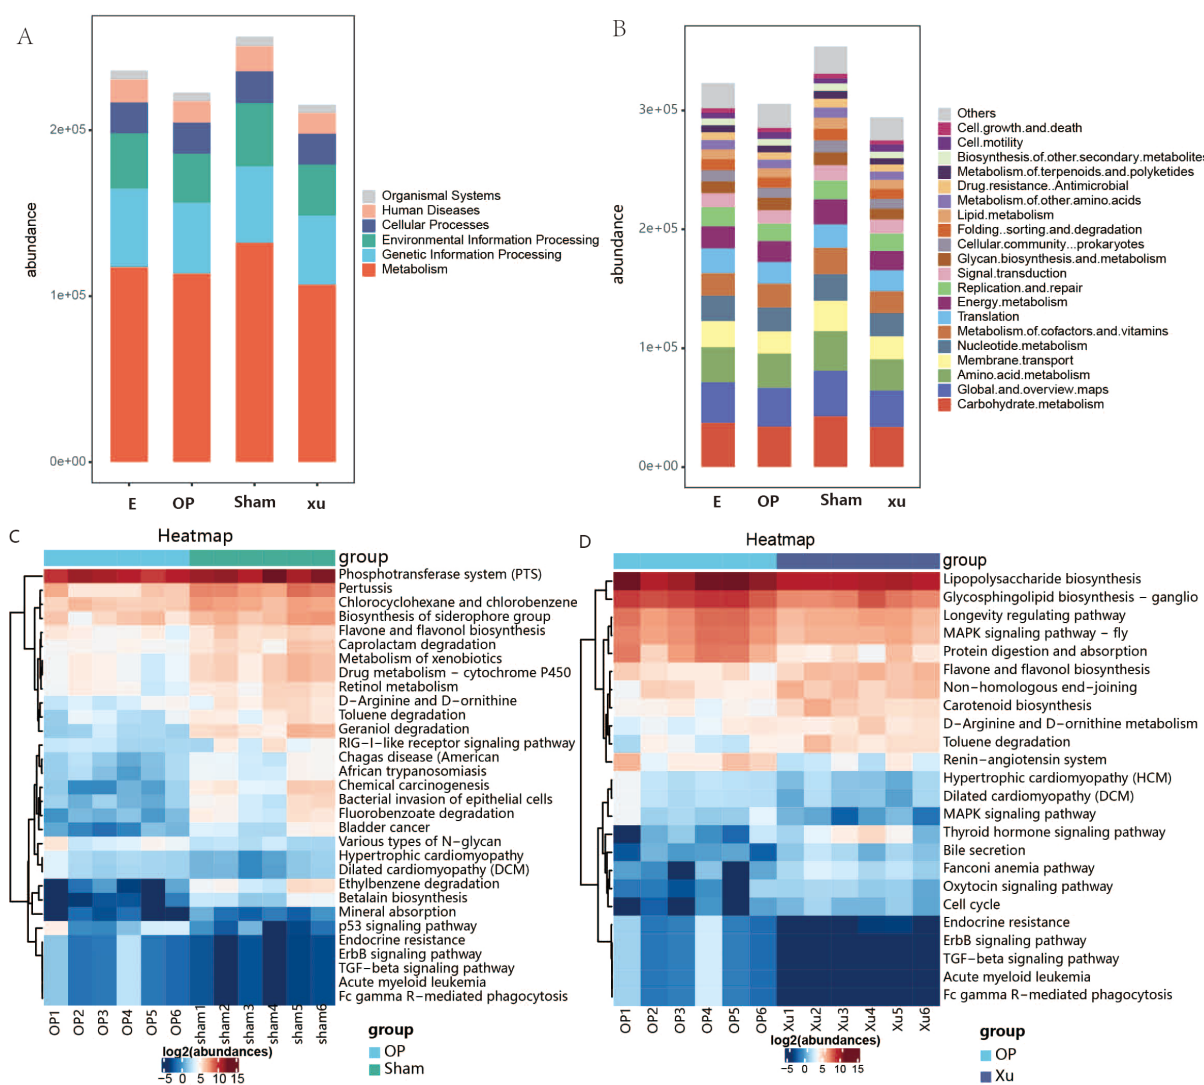 A
abundance
2e+05
1e+05
0e+00
E
OP
Sham
xu
Organismal Systems
Human Diseases
Cellular Processes
Environmental Information Processing
Genetic Information Processing
Metabolism
B
abundance
3e+05
2e+05
1e+05
0e+00
E
OP
Sham
xu
Others
Cell.growth.and.death
Cell.motility
Biosynthesis.of.other.secondary.metabolites
Metabolism.of.terpenoids.and.polyketides
Drug.resistance..Antimicrobial
Metabolism.of.other.amino.acids
Lipid.metabolism
Folding..sorting.and.degradation
Cellular.community...prokaryotes
Glycan.biosynthesis.and.metabolism
Signal.transduction
Replication.and.repair
Energy.metabolism
Translation
Metabolism.of.cofactors.and.vitamins
Nucleotide.metabolism
Membrane.transport
Amino.acid.metabolism
Global.and.overview.maps
Carbohydrate.metabolism
C
Heatmap
group
Phosphotransferase system (PTS)
Pertussis
Chlorocyclohexane and chlorobenzene
Biosynthesis of siderophore group
Flavone and flavonol biosynthesis
Caprolactam degradation
Metabolism of xenobiotics
Drug metabolism − cytochrome P450
Retinol metabolism
D−Arginine and D−ornithine
Toluene degradation
Geraniol degradation
RIG−I−like receptor signaling pathway
Chagas disease (American
African trypanosomiasis
Chemical carcinogenesis
Bacterial invasion of epithelial cells
Fluorobenzoate degradation
Bladder cancer
Various types of N−glycan
Hypertrophic cardiomyopathy
Dilated cardiomyopathy (DCM)
Ethylbenzene degradation
Betalain biosynthesis
Mineral absorption
p53 signaling pathway
Endocrine resistance
ErbB signaling pathway
TGF−beta signaling pathway
Acute myeloid leukemia
Fc gamma R−mediated phagocytosis
OP1
OP2
OP3
OP4
OP5
OP6
sham1
sham2
sham3
sham4
sham5
sham6
log2(abundances)
−5 0 5 10 15
group
OP
Sham
D
Heatmap
group
Lipopolysaccharide biosynthesis
Glycosphingolipid biosynthesis − ganglio
Longevity regulating pathway
MAPK signaling pathway − fly
Protein digestion and absorption
Flavone and flavonol biosynthesis
Non−homologous end−joining
Carotenoid biosynthesis
D−Arginine and D−ornithine metabolism
Toluene degradation
Renin−angiotensin system
Hypertrophic cardiomyopathy (HCM)
Dilated cardiomyopathy (DCM)
MAPK signaling pathway
Thyroid hormone signaling pathway
Bile secretion
Fanconi anemia pathway
Oxytocin signaling pathway
Cell cycle
Endocrine resistance
ErbB signaling pathway
TGF−beta signaling pathway
Acute myeloid leukemia
Fc gamma R−mediated phagocytosis
OP1
OP2
OP3
OP4
OP5
OP6
Xu1
Xu2
Xu3
Xu4
Xu5
Xu6
log2(abundances)
−5 0 5 10 15
group
OP
Xu